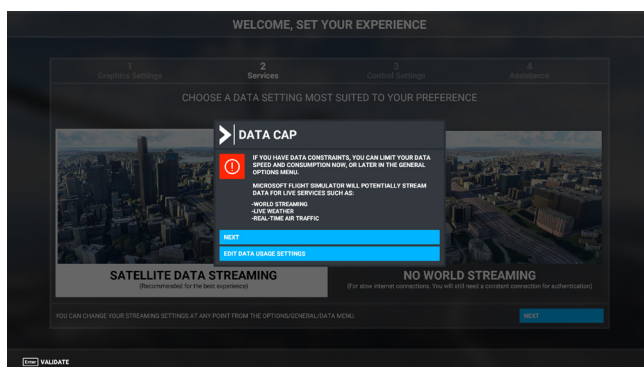 WELCOME, SET YOUR EXPERIENCE
1
Graphics Settings
2
Services
3
Control Settings
4
Assistance
CHOOSE A DATA SETTING MOST SUITED TO YOUR PREFERENCE
DATA CAP
IF YOU HAVE DATA CONSTRAINTS, YOU CAN LIMIT YOUR DATA
SPEED AND CONSUMPTION NOW, OR LATER IN THE GENERAL
OPTIONS MENU.
MICROSOFT FLIGHT SIMULATOR WILL POTENTIALLY STREAM
DATA FOR LIVE SERVICES SUCH AS:
-WORLD STREAMING
-LIVE WEATHER
-REAL-TIME AIR TRAFFIC
NEXT
EDIT DATA USAGE SETTINGS
SATELLITE DATA STREAMING
(Recommended for the best experience)
NO WORLD STREAMING
(For slow internet connections. You will still need a constant connection for authentication)
YOU CAN CHANGE YOUR STREAMING SETTINGS AT ANY POINT FROM THE OPTIONS/GENERAL/DATA MENU.
NEXT
Enter VALIDATE